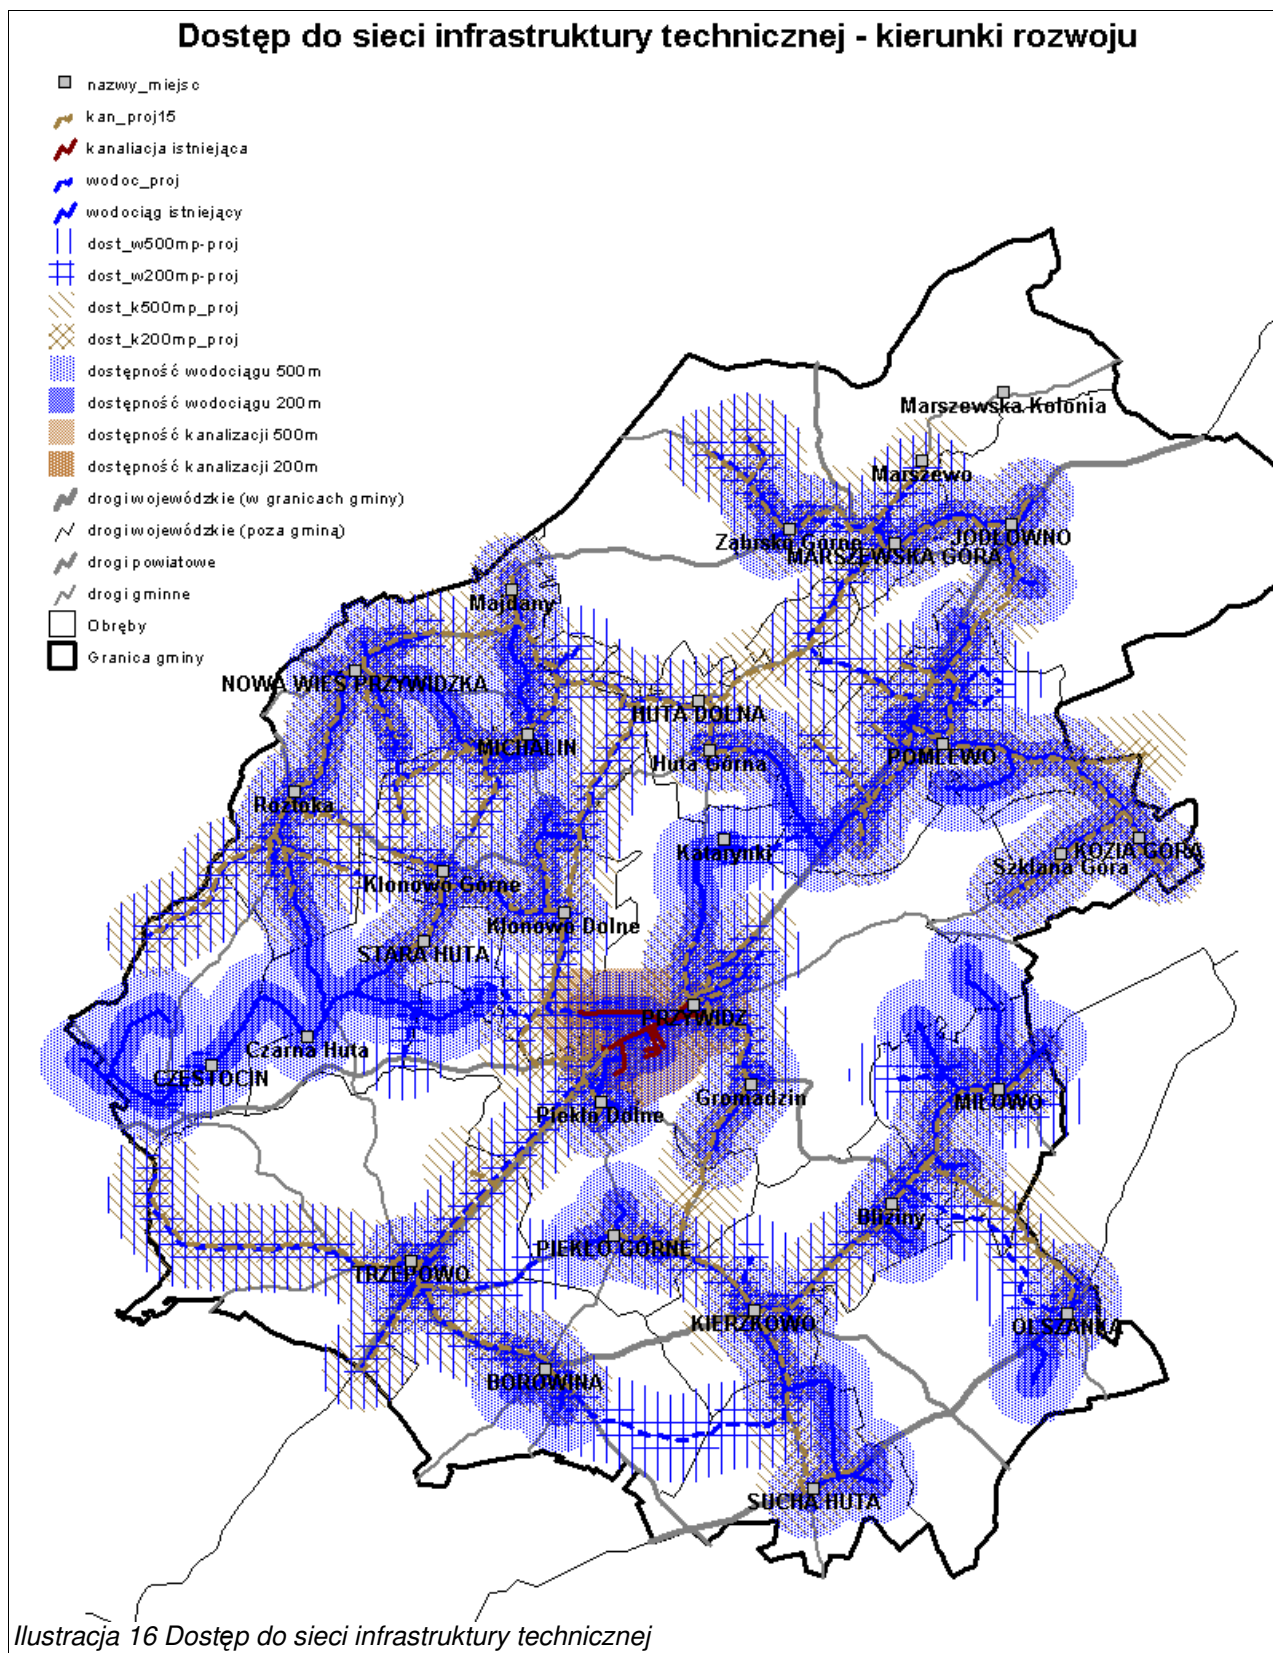 Dostęp do sieci infrastruktury technicznej - kierunki rozwoju
nazwy_miejsc
kan_proj15
kanaliacja istniejąca
wodoc_proj
wodociąg istniejący
dost_w500mp-proj
dost_w200mp-proj
dost_k500mp_proj
dost_k200mp_proj
dostępność wodociągu 500m
dostępność wodociągu 200m
dostępność kanalizacji 500m
dostępność kanalizacji 200m
drogi wojewódzkie (w granicach gminy)
drogi wojewódzkie (poza gminą)
drogi powiatowe
drogi gminne
Obręby
Granica gminy
Marszewska Kolonia
Marszewo
Ząbrsko Górne
JODŁOWNO
MARSZEWSKA GÓRA
Majdany
NOWA WIEŚ PRZYWIDZKA
HUTA DOLNA
MICHALIN
Huta Górna
POMLEWO
Roztoka
Katarynki
KOZIA GÓRA
Szklana Góra
Klonowo Górne
Klonowo Dolne
STARA HUTA
PRZYWIDZ
Czarna Huta
CZĘSTOCIN
Gromadzin
MIŁOWO
Piekło Dolne
Bliziny
PIEKŁO GÓRNE
TRZEPOWO
KIERZKOWO
OLSZANKA
BOROWINA
SUCHA HUTA
Ilustracja 16 Dostęp do sieci infrastruktury technicznej